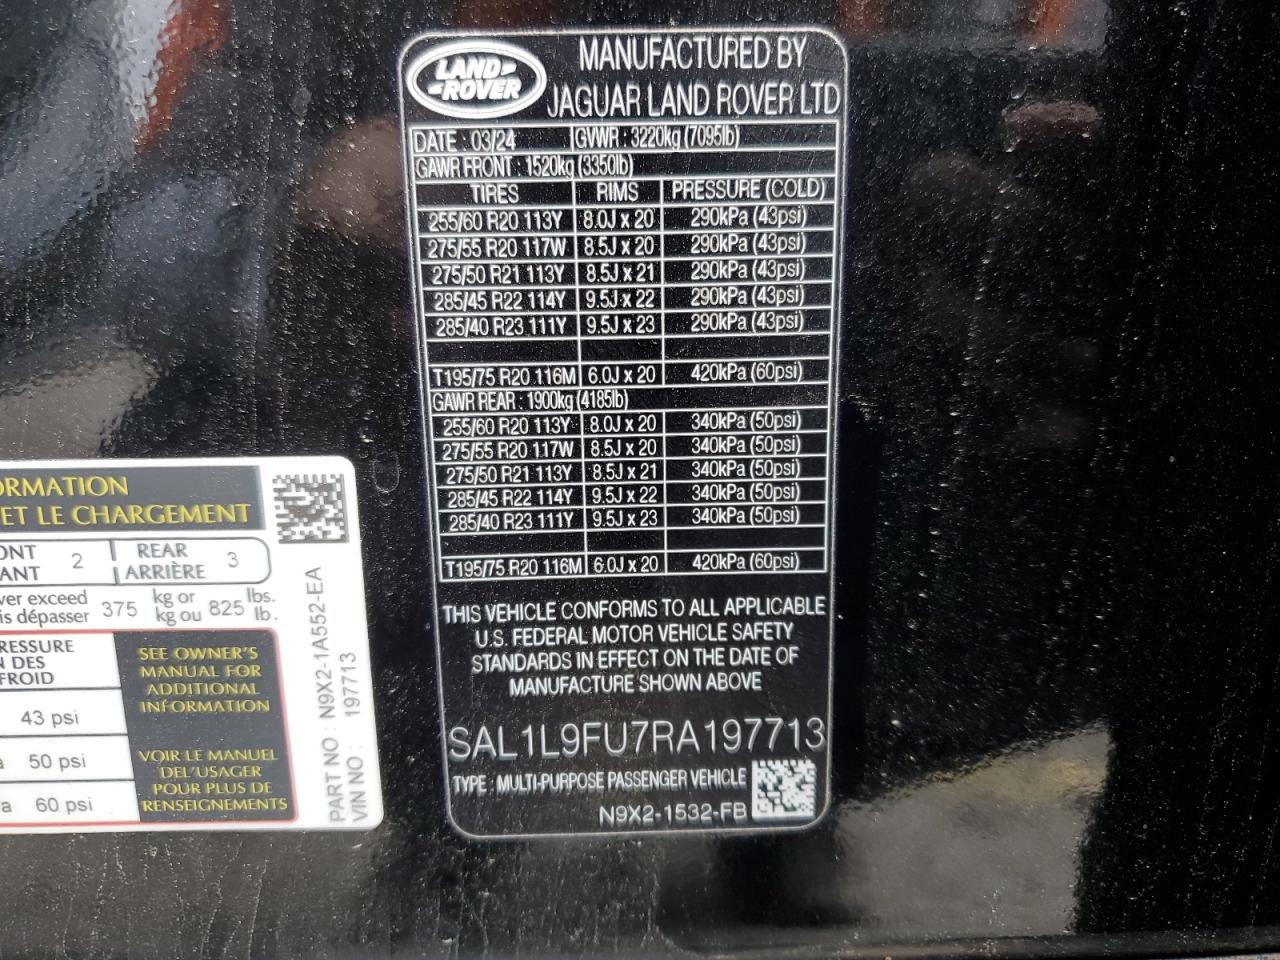 LAND
ROVER
MANUFACTURED BY
JAGUAR LAND ROVER LTD
DATE : 03/24 GVWR : 3220kg (7095lb)
GAWR FRONT : 1520kg (3350lb)
TIRES RIMS PRESSURE (COLD)
255/60 R20 113Y 8.0J x 20 290kPa (43psi)
275/55 R20 117W 8.5J x 20 290kPa (43psi)
275/50 R21 113Y 8.5J x 21 290kPa (43psi)
285/45 R22 114Y 9.5J x 22 290kPa (43psi)
285/40 R23 111Y 9.5J x 23 290kPa (43psi)
T195/75 R20 116M 6.0J x 20 420kPa (60psi)
GAWR REAR : 1900kg (4185lb)
255/60 R20 113Y 8.0J x 20 340kPa (50psi)
275/55 R20 117W 8.5J x 20 340kPa (50psi)
275/50 R21 113Y 8.5J x 21 340kPa (50psi)
285/45 R22 114Y 9.5J x 22 340kPa (50psi)
285/40 R23 111Y 9.5J x 23 340kPa (50psi)
T195/75 R20 116M 6.0J x 20 420kPa (60psi)
THIS VEHICLE CONFORMS TO ALL APPLICABLE
U.S. FEDERAL MOTOR VEHICLE SAFETY
STANDARDS IN EFFECT ON THE DATE OF
MANUFACTURE SHOWN ABOVE
SAL1L9FU7RA197713
TYPE : MULTI-PURPOSE PASSENGER VEHICLE
N9X2-1532-FB
ORMATION
ET LE CHARGEMENT
ONT 2 REAR 3
ANT ARRIÈRE
ver exceed 375 kg or 825 lbs.
is dépasser kg ou lb.
RESSURE
N DES
FROID
43 psi
a 50 psi
a 60 psi
SEE OWNER'S
MANUAL FOR
ADDITIONAL
INFORMATION
VOIR LE MANUEL
DEL'USAGER
POUR PLUS DE
RENSEIGNEMENTS
PART NO : N9X2-1A552-EA
VIN NO : 197713